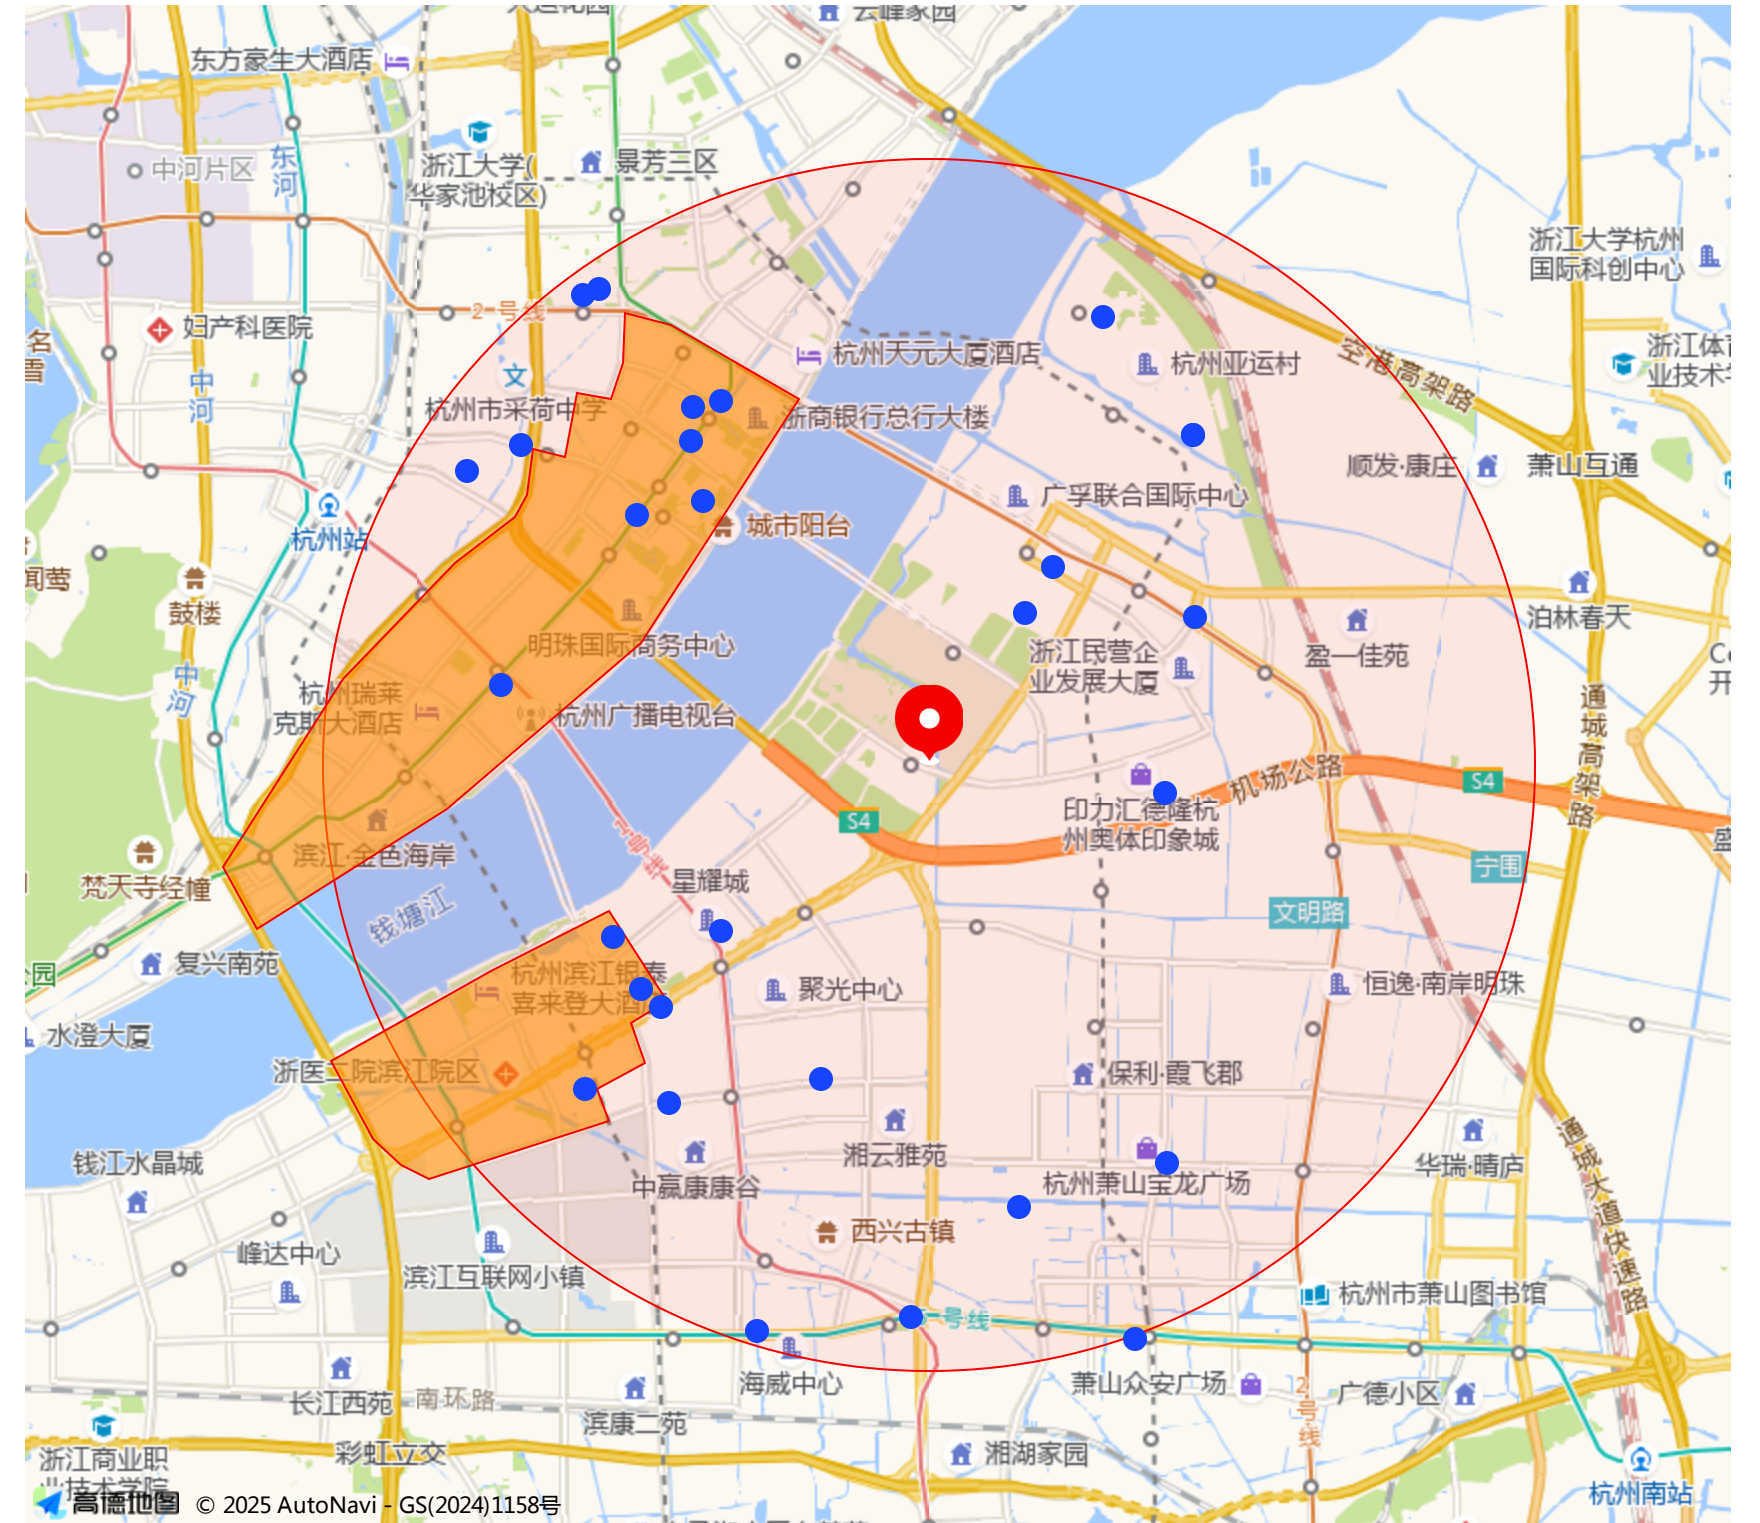 云峰家园
东方豪生大酒店
浙江大学(
华家池校区)
景芳三区
中河片区
东河
浙江大学杭州
国际科创中心
妇产科医院
2号线
杭州天元大厦酒店
杭州亚运村
空港高架路
浙江体育
业技术学
名
雪
中河
文
杭州市采荷中学
浙商银行总行大楼
顺发·康庄
萧山互通
广孚联合国际中心
城市阳台
杭州站
闻莺
鼓楼
泊林春天
明珠国际商务中心
浙江民营企
业发展大厦
盈一佳苑
中河
杭州瑞莱
克斯大酒店
杭州广播电视台
通城高架路
机场公路
S4
S4
印力汇德隆杭
州奥体印象城
1号线
滨江·金色海岸
宁围
梵天寺经幢
星耀城
钱塘江
文明路
公园
复兴南苑
杭州滨江银泰
喜来登大酒店
聚光中心
恒逸·南岸明珠
水澄大厦
浙医二院滨江院区
保利·霞飞郡
钱江水晶城
湘云雅苑
华瑞·晴庐
通城大道快速路
中赢康康谷
杭州萧山宝龙广场
西兴古镇
峰达中心
滨江互联网小镇
杭州市萧山图书馆
5号线
长江西苑
南环路
海威中心
萧山众安广场
广德小区
2号线
滨康二苑
浙江商业职
业技术学院
彩虹立交
湘湖家园
杭州南站
高德地图 © 2025 AutoNavi - GS(2024)1158号